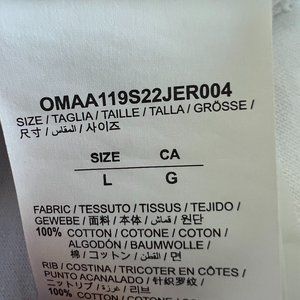 OMAA119S22JER004
SIZE / TAGLIA / TAILLE / TALLA / GRÖSSE /
尺寸 / المقاس / 사이즈
SIZE CA
L G
FABRIC / TESSUTO / TISSUS / TEJIDO /
GEWEBE / 面料 / 本体 / قماش / 원단
100% COTTON / COTONE / COTON /
ALGODÓN / BAUMWOLLE /
棉 / コットン / القطن / 면
RIB / COSTINA / TRICOTER EN CÔTES /
PUNTO ACANALADO / 针织罗纹 /
ニットリブ / 리브
100% COTTON / COTONE / COTON